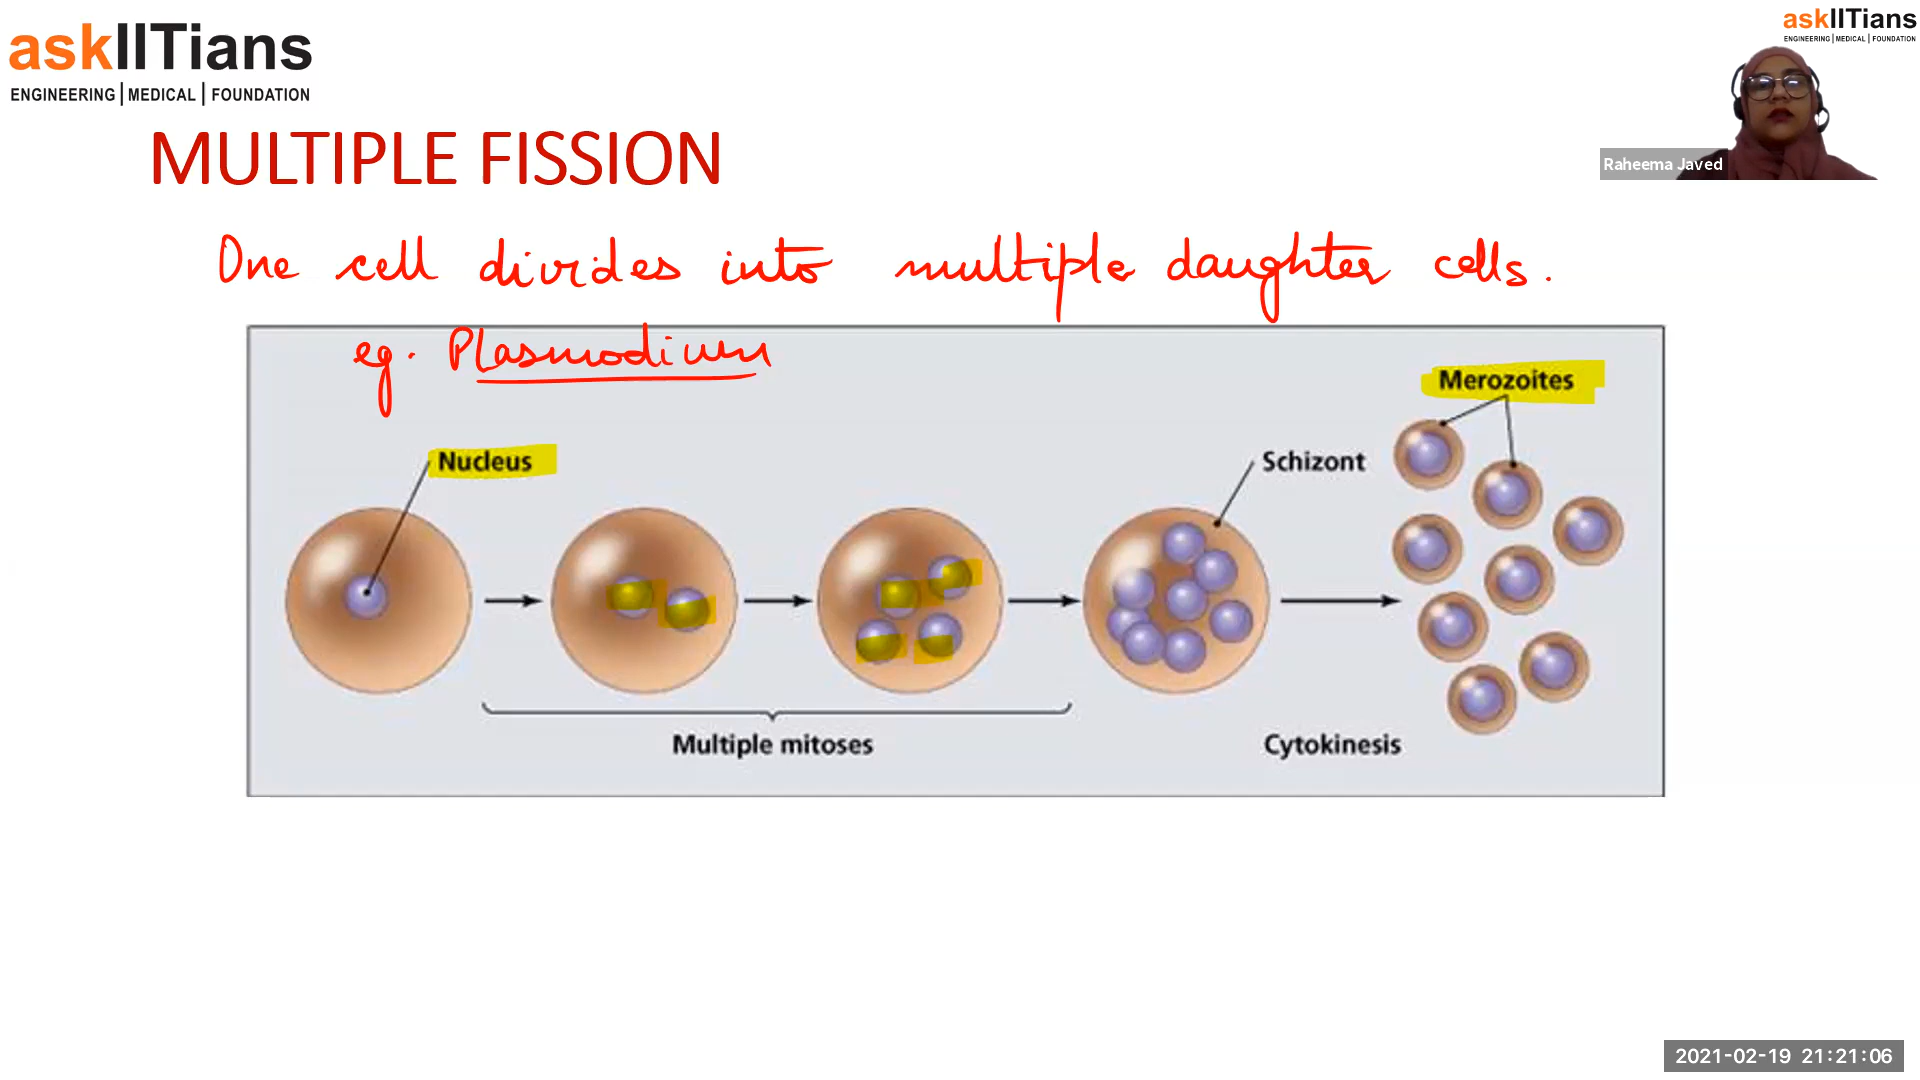 askIITians
ENGINEERING | MEDICAL | FOUNDATION
askIITians
ENGINEERING | MEDICAL | FOUNDATION
MULTIPLE FISSION
Raheema Javed
One cell divides into multiple daughter cells.
eg. Plasmodium
Merozoites
Nucleus
Schizont
Multiple mitoses
Cytokinesis
2021-02-19 21:21:06